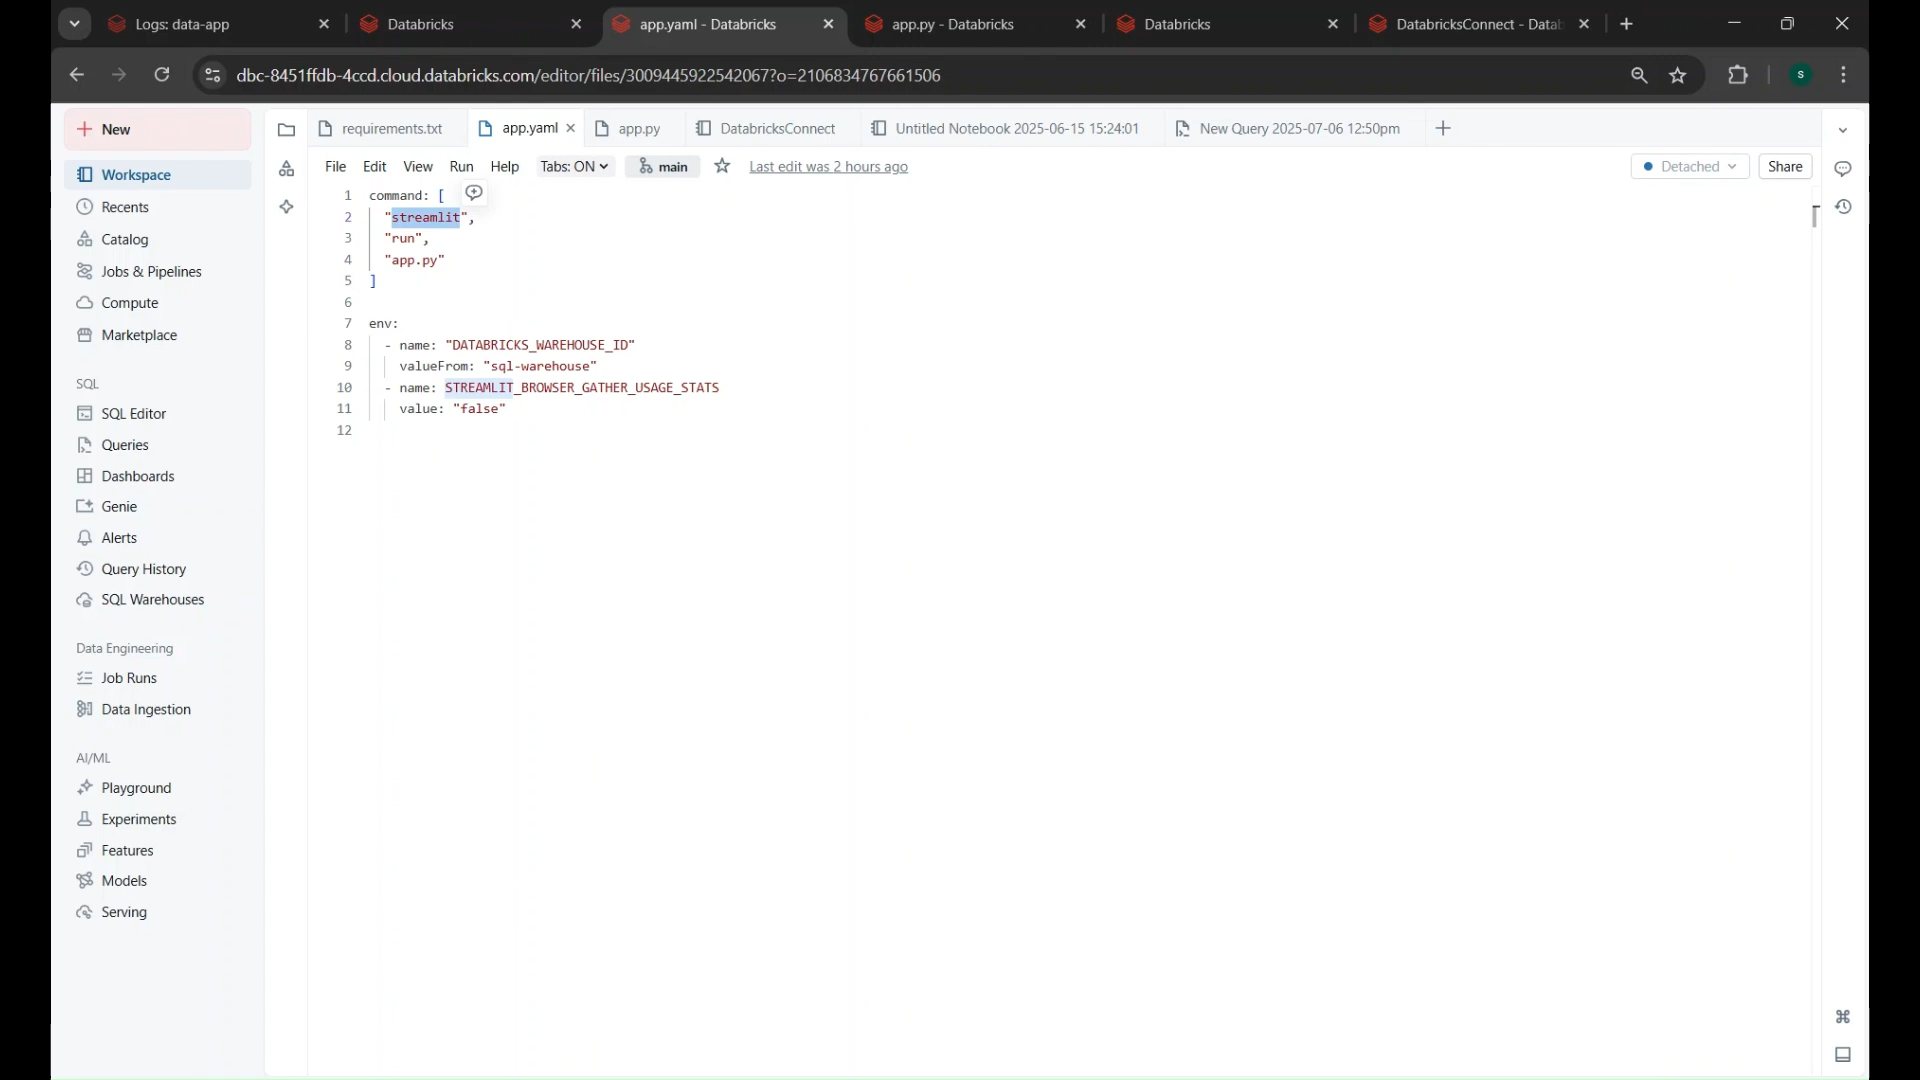 Logs: data-app
Databricks
app.yaml - Databricks
app.py - Databricks
Databricks
DatabricksConnect - Datab
dbc-8451ffdb-4ccd.cloud.databricks.com/editor/files/3009445922542067?o=2106834767661506
s
New
Workspace
Recents
Catalog
Jobs & Pipelines
Compute
Marketplace
SQL
SQL Editor
Queries
Dashboards
Genie
Alerts
Query History
SQL Warehouses
Data Engineering
Job Runs
Data Ingestion
AI/ML
Playground
Experiments
Features
Models
Serving
requirements.txt
app.yaml
app.py
DatabricksConnect
Untitled Notebook 2025-06-15 15:24:01
New Query 2025-07-06 12:50pm
File Edit View Run Help Tabs: ON main Last edit was 2 hours ago
Detached
Share
1 command: [
2 "streamlit",
3 "run",
4 "app.py"
5 ]
6
7 env:
8 - name: "DATABRICKS_WAREHOUSE_ID"
9 valueFrom: "sql-warehouse"
10 - name: STREAMLIT_BROWSER_GATHER_USAGE_STATS
11 value: "false"
12